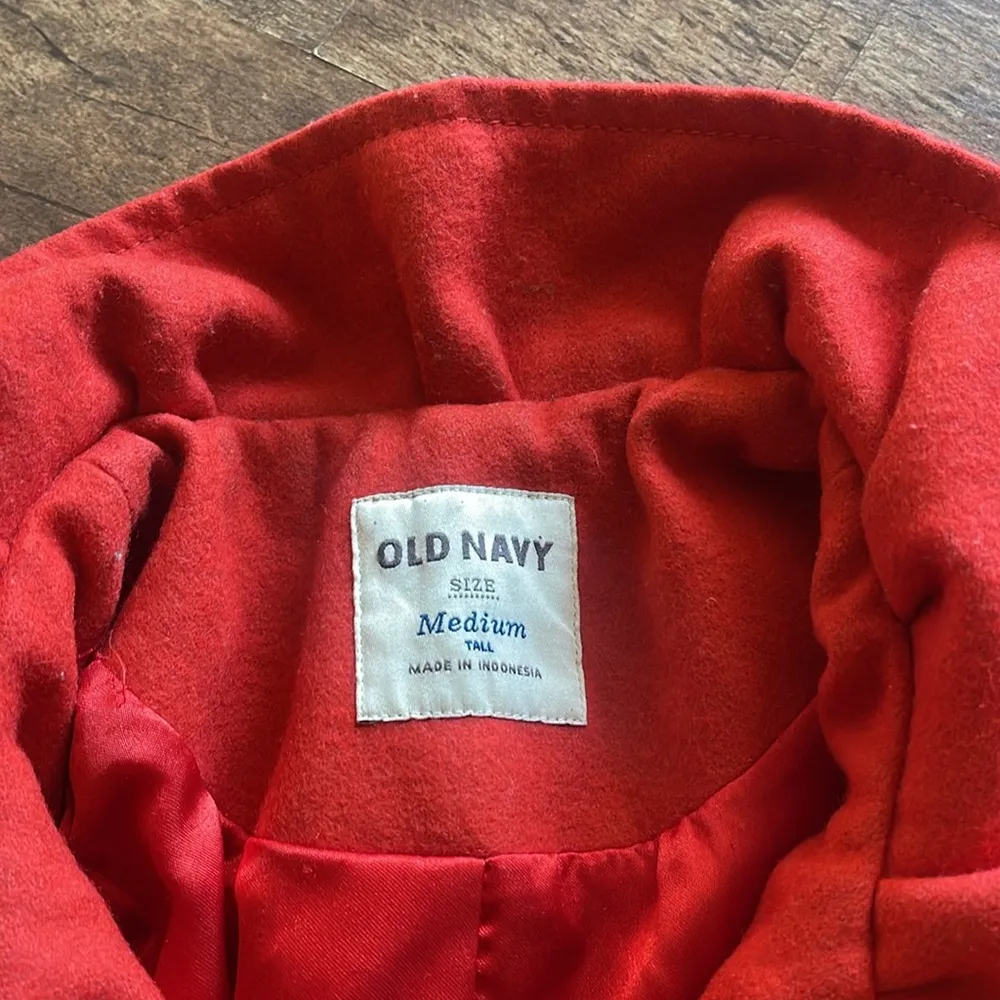 OLD NAVY
SIZE
Medium
TALL
MADE IN INDONESIA